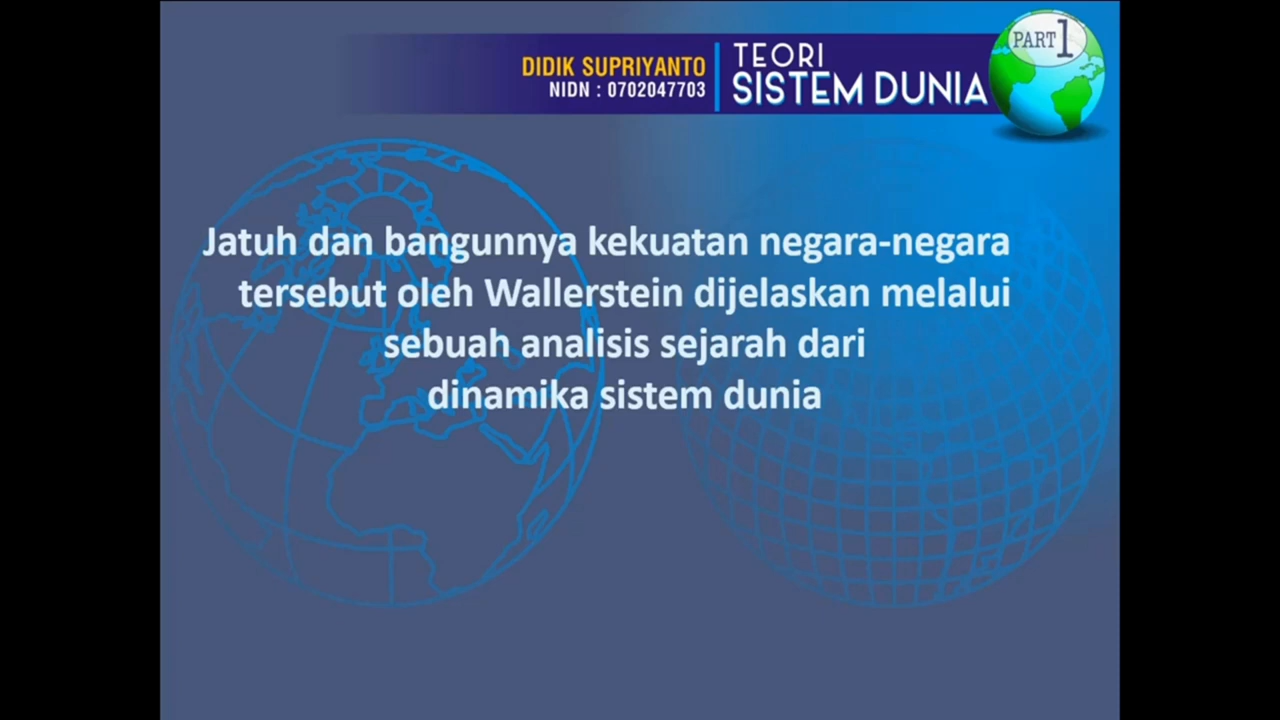 DIDIK SUPRIYANTO
NIDN : 0702047703
TEORI
SISTEM DUNIA
PART 1
Jatuh dan bangunnya kekuatan negara-negara
tersebut oleh Wallerstein dijelaskan melalui
sebuah analisis sejarah dari
dinamika sistem dunia